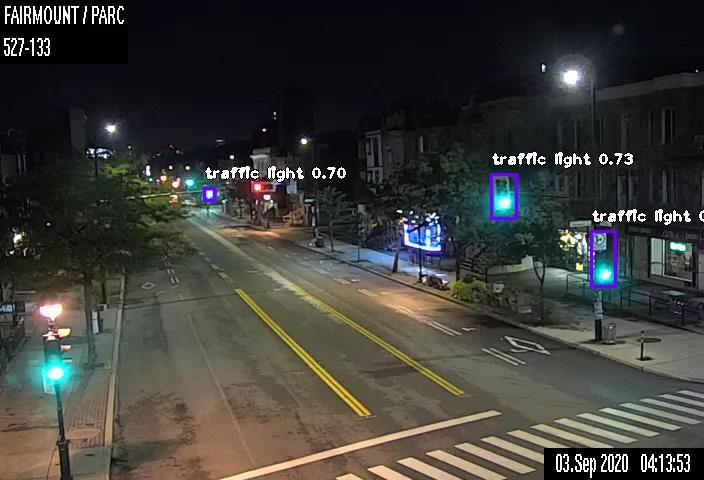 FAIRMOUNT / PARC
527-133
traffic light 0.73
traffic light 0.70
traffic light 0
03.Sep 2020 04:13:53